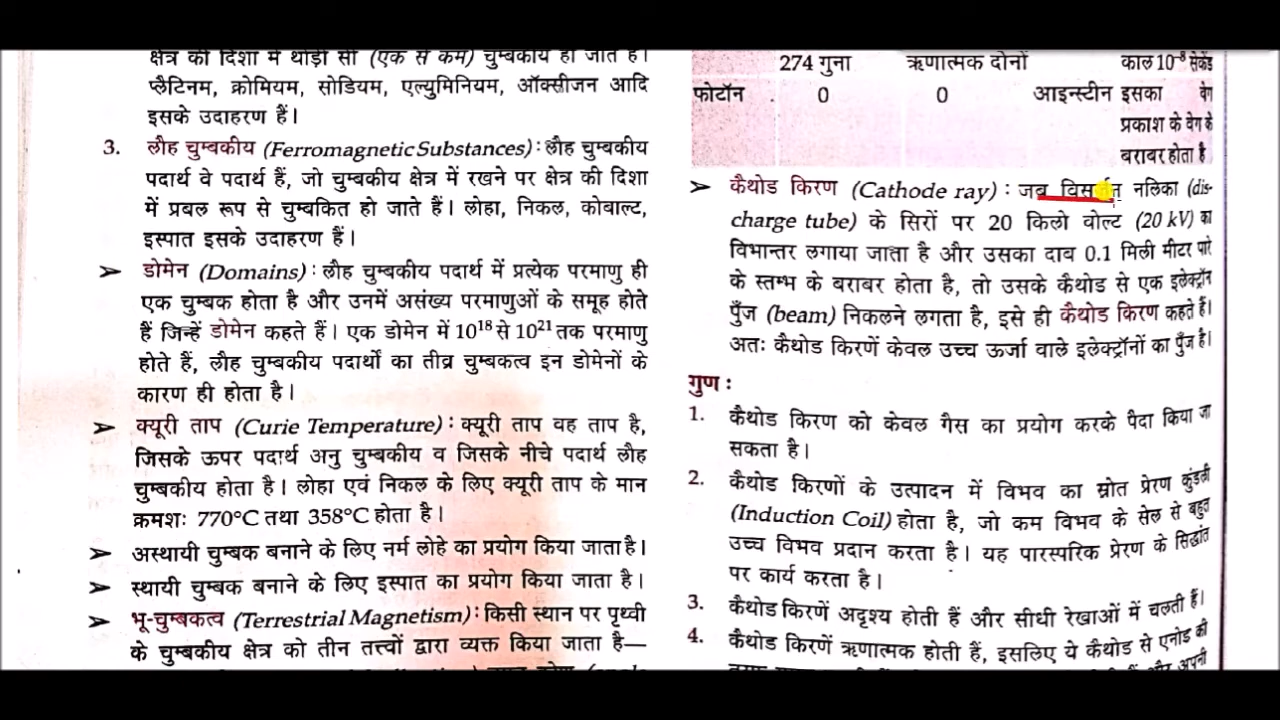 क्षेत्र की दिशा में थोड़ी सी (एक से कम) चुम्बकीय हो जाते हैं।
प्लैटिनम, क्रोमियम, सोडियम, एल्युमिनियम, ऑक्सीजन आदि
इसके उदाहरण हैं।
3. लौह चुम्बकीय (Ferromagnetic Substances) : लौह चुम्बकीय
पदार्थ वे पदार्थ हैं, जो चुम्बकीय क्षेत्र में रखने पर क्षेत्र की दिशा
में प्रबल रूप से चुम्बकित हो जाते हैं। लोहा, निकल, कोबाल्ट,
इस्पात इसके उदाहरण हैं।
➤ डोमेन (Domains) : लौह चुम्बकीय पदार्थ में प्रत्येक परमाणु ही
एक चुम्बक होता है और उनमें असंख्य परमाणुओं के समूह होते
हैं जिन्हें डोमेन कहते हैं। एक डोमेन में 10¹⁸ से 10²¹ तक परमाणु
होते हैं, लौह चुम्बकीय पदार्थों का तीव्र चुम्बकत्व इन डोमेनों के
कारण ही होता है।
➤ क्यूरी ताप (Curie Temperature) : क्यूरी ताप वह ताप है,
जिसके ऊपर पदार्थ अनु चुम्बकीय व जिसके नीचे पदार्थ लौह
चुम्बकीय होता है। लोहा एवं निकल के लिए क्यूरी ताप के मान
क्रमशः 770°C तथा 358°C होता है।
➤ अस्थायी चुम्बक बनाने के लिए नर्म लोहे का प्रयोग किया जाता है।
➤ स्थायी चुम्बक बनाने के लिए इस्पात का प्रयोग किया जाता है।
➤ भू-चुम्बकत्व (Terrestrial Magnetism) : किसी स्थान पर पृथ्वी
के चुम्बकीय क्षेत्र को तीन तत्त्वों द्वारा व्यक्त किया जाता है—
274 गुना ऋणात्मक दोनों काल 10⁻⁸ सेकेंड
फोटॉन 0 0 आइन्स्टीन इसका वेग
प्रकाश के वेग के
बराबर होता है
➤ कैथोड किरण (Cathode ray) : जब नलिका (dis-
charge tube) के सिरों पर 20 किलो वोल्ट (20 kV) का
विभान्तर लगाया जाता है और उसका दाब 0.1 मिली मीटर पारे
के स्तम्भ के बराबर होता है, तो उसके कैथोड से एक इलेक्ट्रॉन
पुँज (beam) निकलने लगता है, इसे ही कैथोड किरण कहते हैं।
अतः कैथोड किरणें केवल उच्च ऊर्जा वाले इलेक्ट्रॉनों का पुँज है।
गुण :
1. कैथोड किरण को केवल गैस का प्रयोग करके पैदा किया जा
सकता है।
2. कैथोड किरणों के उत्पादन में विभव का स्रोत प्रेरण कुंडली
(Induction Coil) होता है, जो कम विभव के सेल से बहुत
उच्च विभव प्रदान करता है। यह पारस्परिक प्रेरण के सिद्धांत
पर कार्य करता है।
3. कैथोड किरणें अदृश्य होती हैं और सीधी रेखाओं में चलती हैं।
4. कैथोड किरणें ऋणात्मक होती हैं, इसलिए ये कैथोड से एनोड की